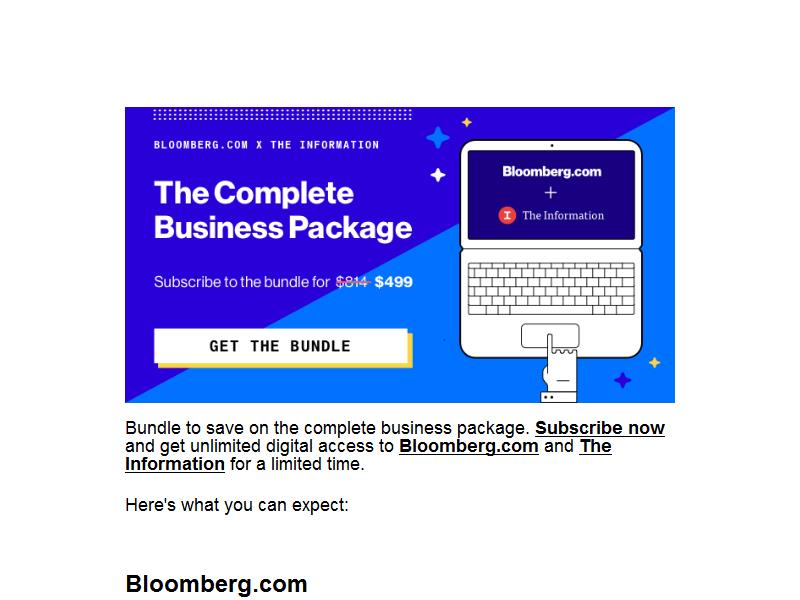 BLOOMBERG.COM X THE INFORMATION
The Complete
Business Package
Subscribe to the bundle for $814 $499
GET THE BUNDLE
Bloomberg.com
+
I The Information
Bundle to save on the complete business package. Subscribe now
and get unlimited digital access to Bloomberg.com and The
Information for a limited time.
Here's what you can expect:
Bloomberg.com